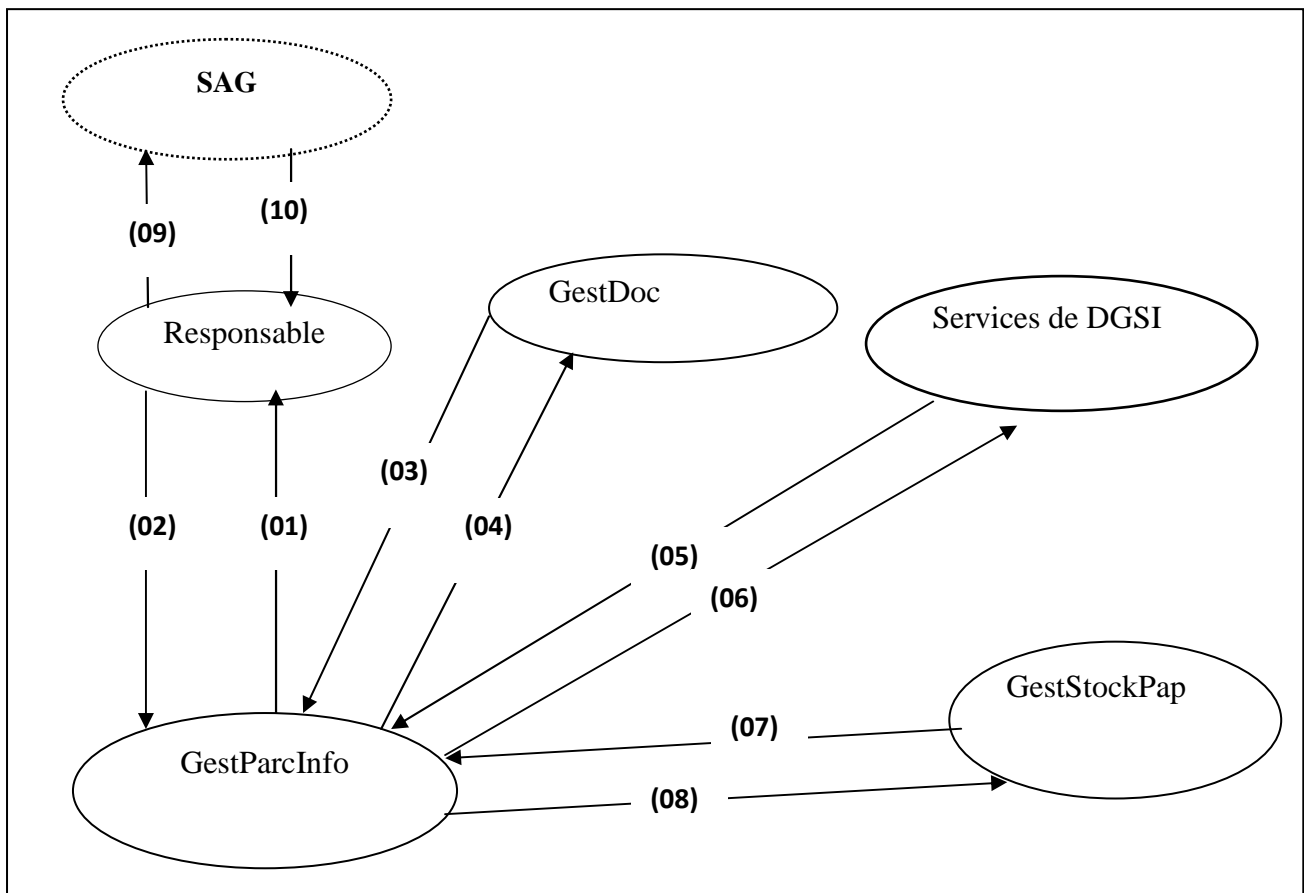 SAG
(10)
(09)
GestDoc
Services de DGSI
Responsable
(03)
(02)
(01)
(04)
(05)
(06)
GestStockPap
(07)
GestParcInfo
(08)